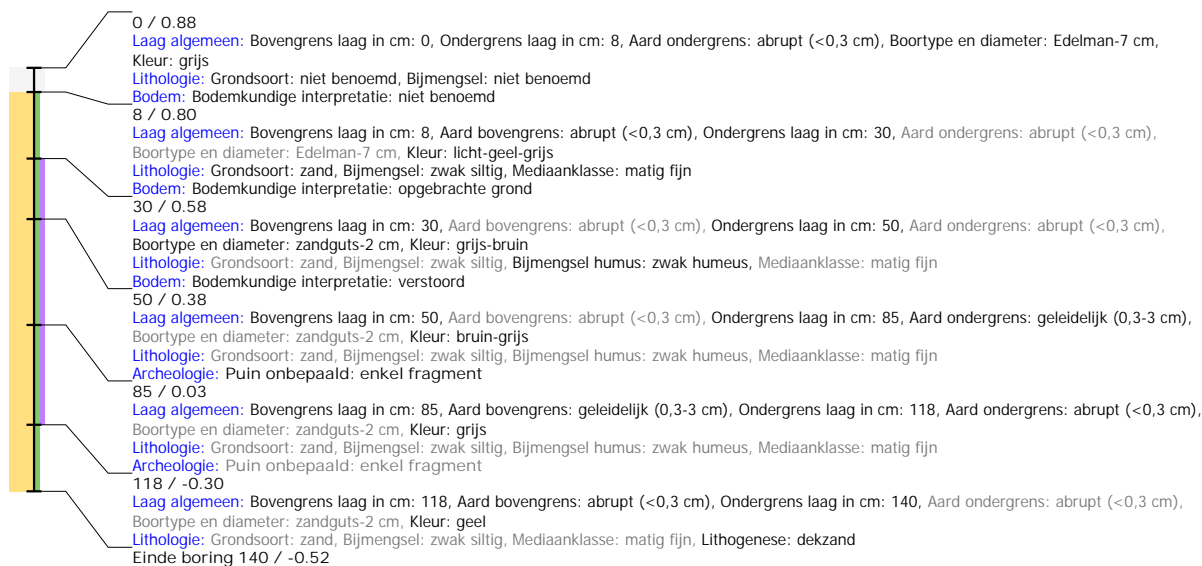 0 / 0.88
Laag algemeen: Bovengrens laag in cm: 0, Ondergrens laag in cm: 8, Aard ondergrens: abrupt (<0,3 cm), Boortype en diameter: Edelman-7 cm,
Kleur: grijs
Lithologie: Grondsoort: niet benoemd, Bijmengsel: niet benoemd
Bodem: Bodemkundige interpretatie: niet benoemd
8 / 0.80
Laag algemeen: Bovengrens laag in cm: 8, Aard bovengrens: abrupt (<0,3 cm), Ondergrens laag in cm: 30, Aard ondergrens: abrupt (<0,3 cm),
Boortype en diameter: Edelman-7 cm, Kleur: licht-geel-grijs
Lithologie: Grondsoort: zand, Bijmengsel: zwak siltig, Mediaanklasse: matig fijn
Bodem: Bodemkundige interpretatie: opgebrachte grond
30 / 0.58
Laag algemeen: Bovengrens laag in cm: 30, Aard bovengrens: abrupt (<0,3 cm), Ondergrens laag in cm: 50, Aard ondergrens: abrupt (<0,3 cm),
Boortype en diameter: zandguts-2 cm, Kleur: grijs-bruin
Lithologie: Grondsoort: zand, Bijmengsel: zwak siltig, Bijmengsel humus: zwak humeus, Mediaanklasse: matig fijn
Bodem: Bodemkundige interpretatie: verstoord
50 / 0.38
Laag algemeen: Bovengrens laag in cm: 50, Aard bovengrens: abrupt (<0,3 cm), Ondergrens laag in cm: 85, Aard ondergrens: geleidelijk (0,3-3 cm),
Boortype en diameter: zandguts-2 cm, Kleur: bruin-grijs
Lithologie: Grondsoort: zand, Bijmengsel: zwak siltig, Bijmengsel humus: zwak humeus, Mediaanklasse: matig fijn
Archeologie: Puin onbepaald: enkel fragment
85 / 0.03
Laag algemeen: Bovengrens laag in cm: 85, Aard bovengrens: geleidelijk (0,3-3 cm), Ondergrens laag in cm: 118, Aard ondergrens: abrupt (<0,3 cm),
Boortype en diameter: zandguts-2 cm, Kleur: grijs
Lithologie: Grondsoort: zand, Bijmengsel: zwak siltig, Bijmengsel humus: zwak humeus, Mediaanklasse: matig fijn
Archeologie: Puin onbepaald: enkel fragment
118 / -0.30
Laag algemeen: Bovengrens laag in cm: 118, Aard bovengrens: abrupt (<0,3 cm), Ondergrens laag in cm: 140, Aard ondergrens: abrupt (<0,3 cm),
Boortype en diameter: zandguts-2 cm, Kleur: geel
Lithologie: Grondsoort: zand, Bijmengsel: zwak siltig, Mediaanklasse: matig fijn, Lithogenese: dekzand
Einde boring 140 / -0.52